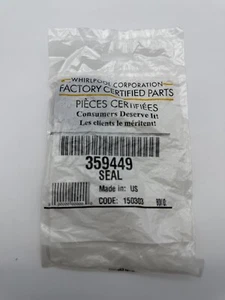 WHIRLPOOL CORPORATION
FACTORY CERTIFIED PARTS
PIÈCES CERTIFIÉES
Consumers Deserve It!
Les clients le méritent!
359449
SEAL
Made in: US
CODE: 150303